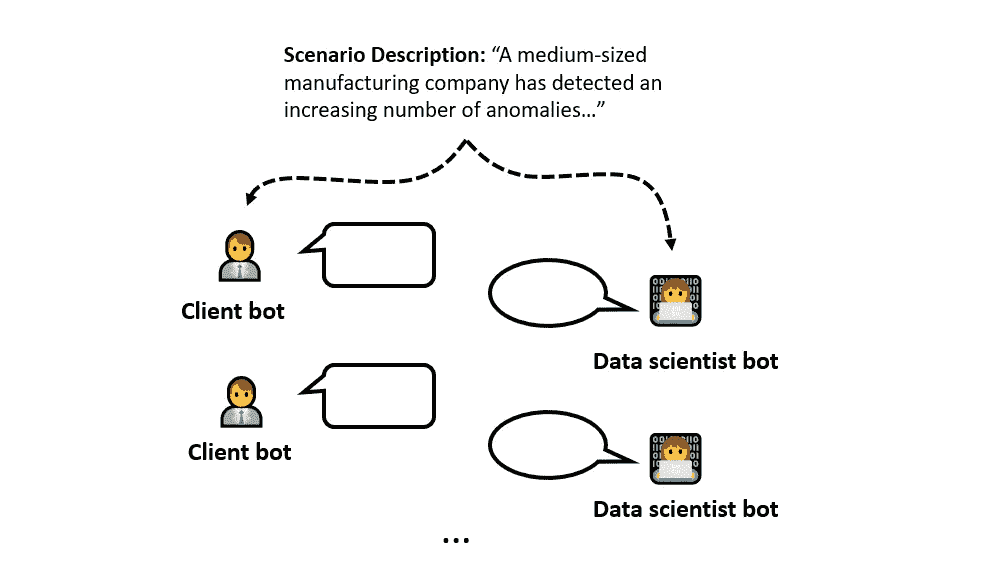 Scenario Description: “A medium-sized
manufacturing company has detected an
increasing number of anomalies…”
Client bot
Data scientist bot
Client bot
Data scientist bot
…